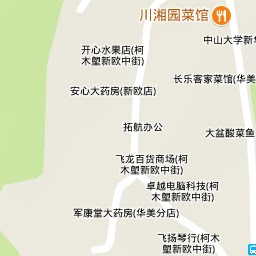 川湘园菜馆
中山大学新华
开心水果店(柯
木塱新欧中街)
长乐客家菜馆(华美
安心大药房(新欧店)
拓航办公
大盆酸菜鱼
飞龙百货商场(柯
木塱新欧中街)
卓越电脑科技(柯
木塱新欧中街)
军康堂大药房(华美分店)
飞扬琴行(柯木
塱新欧中街)